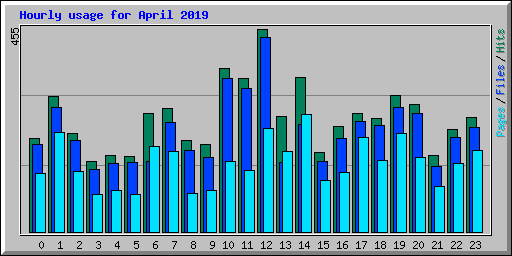 Hourly usage for April 2019
455
Pages/Files/Hits
0 1 2 3 4 5 6 7 8 9 10 11 12 13 14 15 16 17 18 19 20 21 22 23